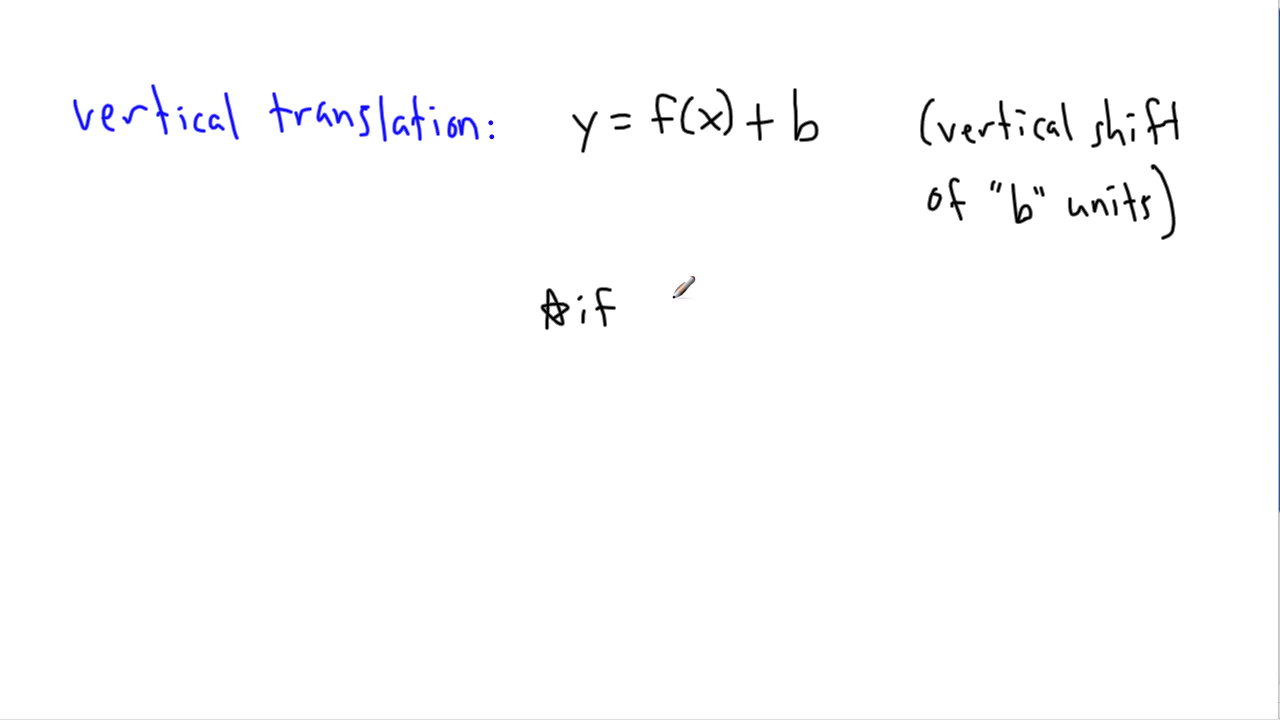 vertical translation: y = f(x) + b (vertical shift
of "b" units)
☆if